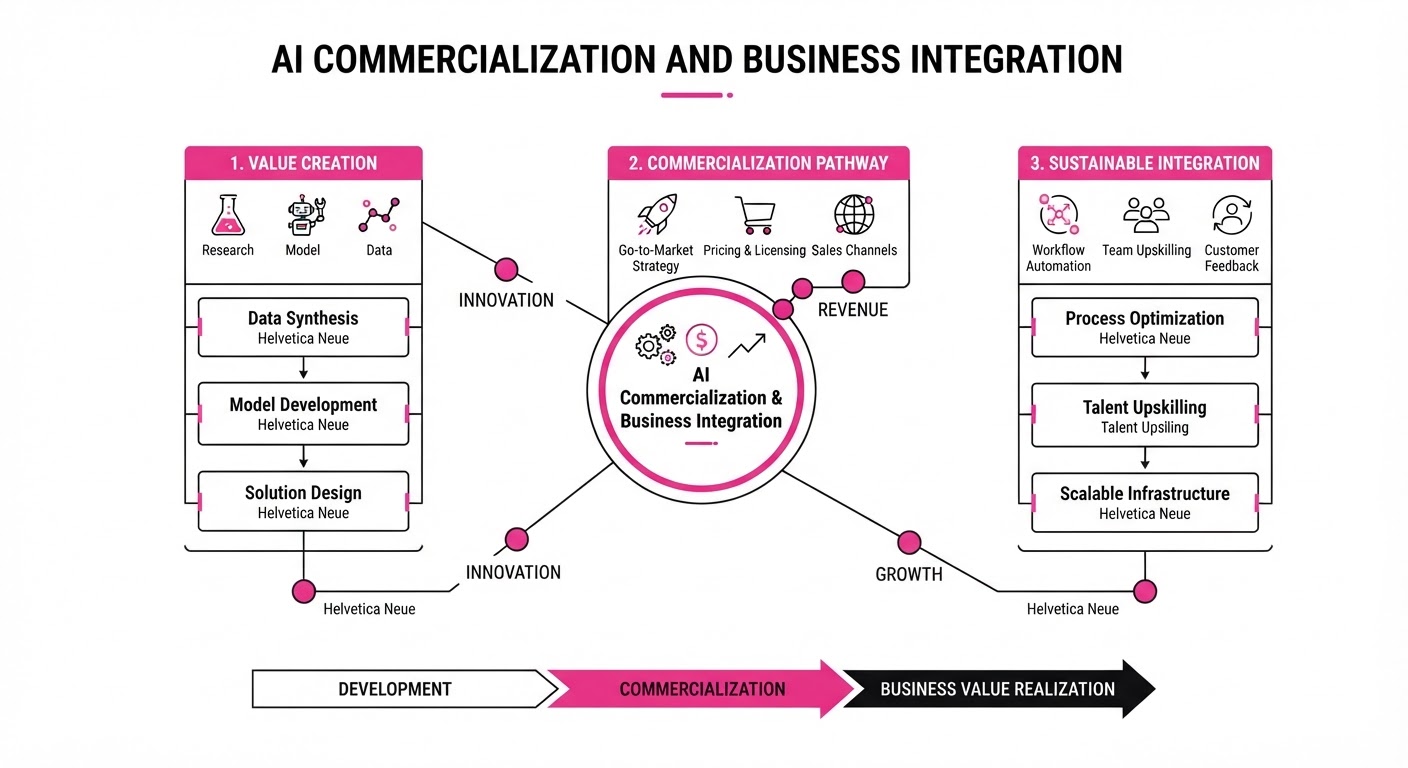 AI COMMERCIALIZATION AND BUSINESS INTEGRATION
1. VALUE CREATION
Research
Model
Data
Data Synthesis
Helvetica Neue
Model Development
Helvetica Neue
Solution Design
Helvetica Neue
Helvetica Neue
INNOVATION
INNOVATION
2. COMMERCIALIZATION PATHWAY
Go-to-Market
Strategy
Pricing & Licensing
Sales Channels
REVENUE
$
AI
Commercialization &
Business Integration
GROWTH
3. SUSTAINABLE INTEGRATION
Workflow
Automation
Team Upskilling
Customer
Feedback
Process Optimization
Helvetica Neue
Talent Upskilling
Talent Upsiling
Scalable Infrastructure
Helvetica Neue
Helvetica Neue
DEVELOPMENT
COMMERCIALIZATION
BUSINESS VALUE REALIZATION